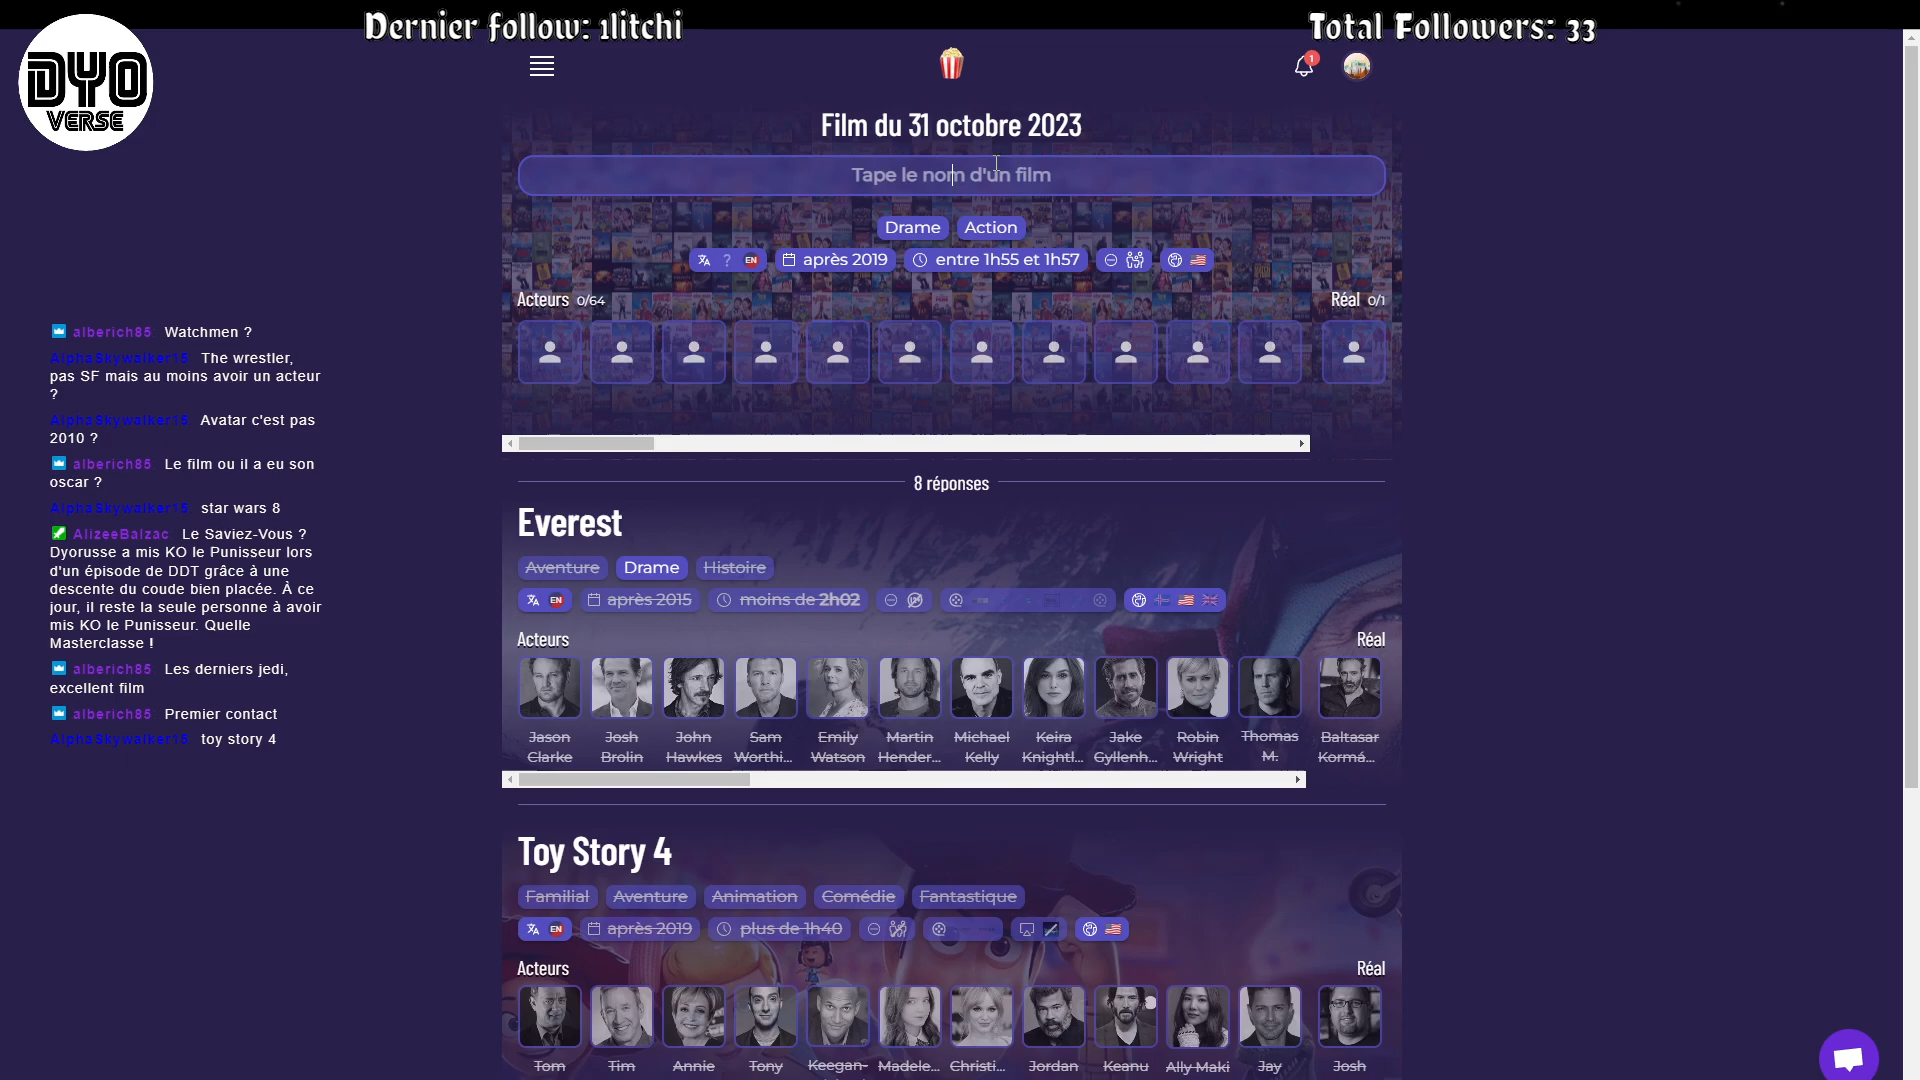 Dernier follow: 1litchi
Total Followers: 33
DYO
VERSE
1
Film du 31 octobre 2023
Tape le nom d'un film
Drame
Action
? EN
après 2019
entre 1h55 et 1h57
Acteurs 0/64
Réal 0/1
alberich85 Watchmen ?
AlphaSkywalker15 The wrestler,
pas SF mais au moins avoir un acteur
?
AlphaSkywalker15 Avatar c'est pas
2010 ?
alberich85 Le film ou il a eu son
oscar ?
AlphaSkywalker15 star wars 8
AlizeeBalzac Le Saviez-Vous ?
Dyorusse a mis KO le Punisseur lors
d'un épisode de DDT grâce à une
descente du coude bien placée. À ce
jour, il reste la seule personne à avoir
mis KO le Punisseur. Quelle
Masterclasse !
alberich85 Les derniers jedi,
excellent film
alberich85 Premier contact
AlphaSkywalker15 toy story 4
8 réponses
Everest
Aventure
Drame
Histoire
EN
après 2015
moins de 2h02
Acteurs
Réal
Jason
Clarke
Josh
Brolin
John
Hawkes
Sam
Worthi...
Emily
Watson
Martin
Hender...
Michael
Kelly
Keira
Knightl...
Jake
Gyllenh...
Robin
Wright
Thomas
M.
Baltasar
Kormá...
Toy Story 4
Familial
Aventure
Animation
Comédie
Fantastique
EN
après 2019
plus de 1h40
Acteurs
Réal
Tom
Tim
Annie
Tony
Keegan-
Madele...
Christi...
Jordan
Keanu
Ally Maki
Jay
Josh